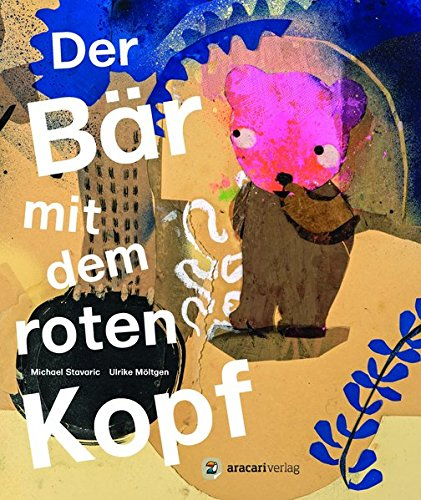 Der
Bär
mit
dem
roten
Michael Stavaric Ulrike Möltgen
Kopf
aracari verlag